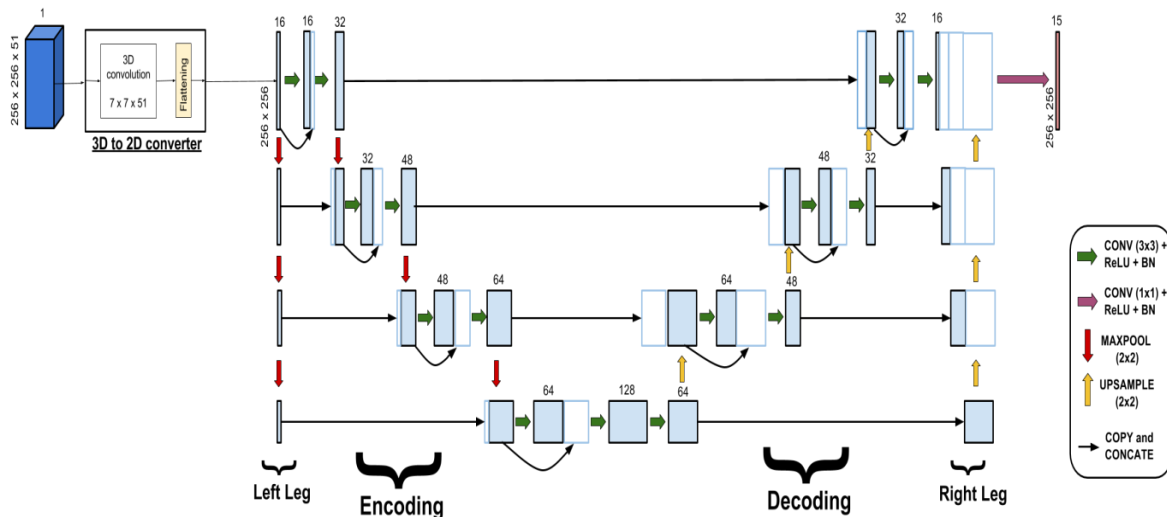 1
256 × 256 × 51
3D
convolution
7 x 7 x 51
Flattening
3D to 2D converter
16
16
32
256 × 256
32
16
15
256 × 256
32
48
48
32
48
64
64
48
64
128
64
Left Leg
Encoding
Decoding
Right Leg
CONV (3x3) +
ReLU + BN
CONV (1x1) +
ReLU + BN
MAXPOOL
(2x2)
UPSAMPLE
(2x2)
COPY and
CONCATE